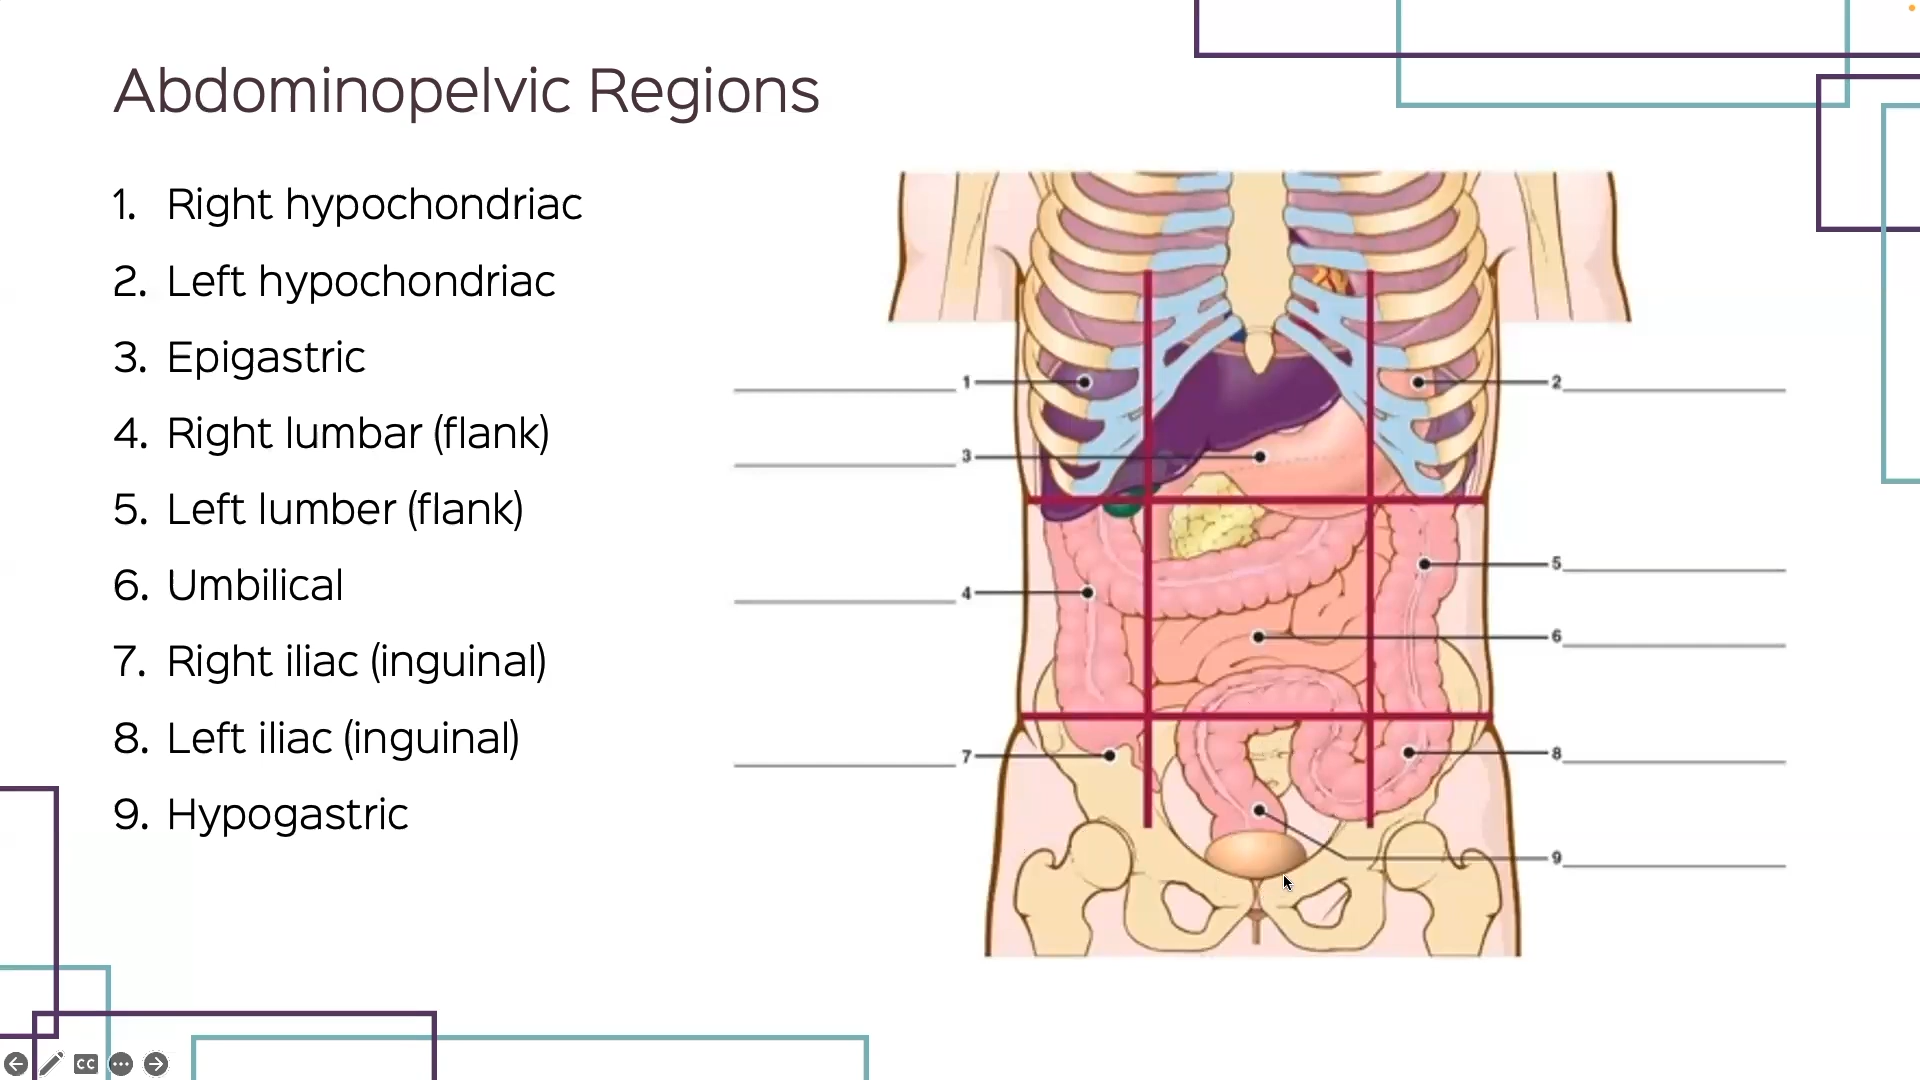 Abdominopelvic Regions
1. Right hypochondriac
2. Left hypochondriac
3. Epigastric
4. Right lumbar (flank)
5. Left lumber (flank)
6. Umbilical
7. Right iliac (inguinal)
8. Left iliac (inguinal)
9. Hypogastric
1
2
3
5
4
6
7
8
9
CC